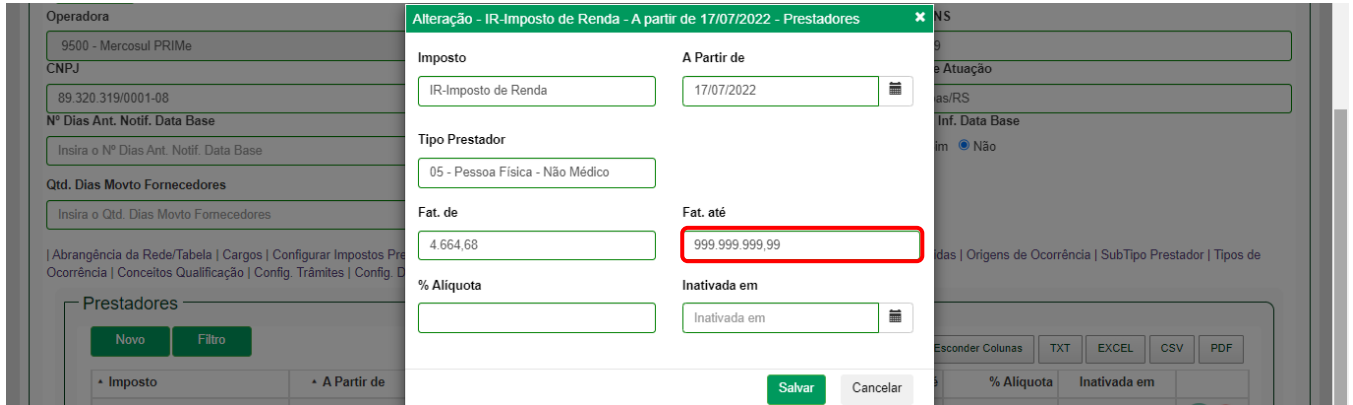 Operadora
9500 - Mercosul PRIMe
CNPJ
89.320.319/0001-08
Nº Dias Ant. Notif. Data Base
Insira o Nº Dias Ant. Notif. Data Base
Qtd. Dias Movto Fornecedores
Insira o Qtd. Dias Movto Fornecedores
| Abrangência da Rede/Tabela | Cargos | Configurar Impostos
Ocorrência | Conceitos Qualificação | Config. Trâmites | Config.
Prestadores
Novo Filtro
Imposto A Partir de
Alteração - IR-Imposto de Renda - A partir de 17/07/2022 - Prestadores ×
Imposto A Partir de
IR-Imposto de Renda 17/07/2022
Tipo Prestador
05 - Pessoa Física - Não Médico
Fat. de Fat. até
4.664,68 999.999.999,99
% Alíquota Inativada em
Inativada em
Salvar Cancelar
NS
9
Atuação
as/RS
Inf. Data Base
im Não
das | Origens de Ocorrência | SubTipo Prestador | Tipos de
Esconder Colunas TXT EXCEL CSV PDF
% Alíquota Inativada em